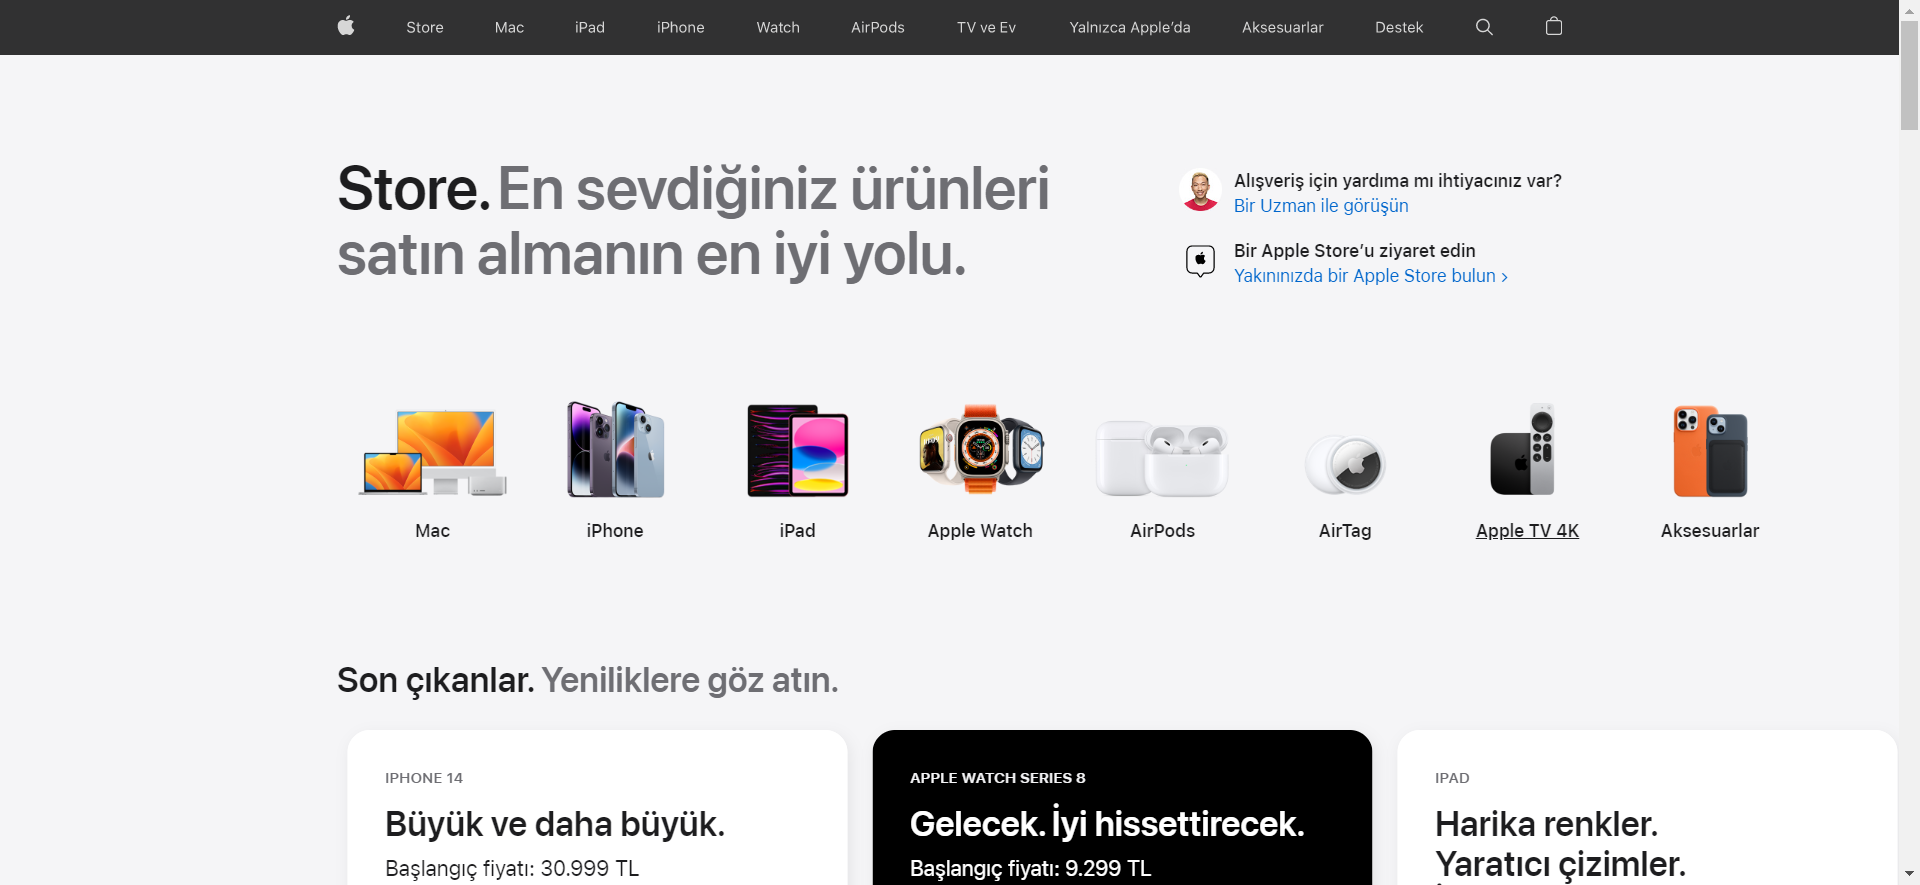 Store
Mac
iPad
iPhone
Watch
AirPods
TV ve Ev
Yalnızca Apple’da
Aksesuarlar
Destek
Store. En sevdiğiniz ürünleri
satın almanın en iyi yolu.
Alışveriş için yardıma mı ihtiyacınız var?
Bir Uzman ile görüşün
Bir Apple Store’u ziyaret edin
Yakınınızda bir Apple Store bulun ›
Mac
iPhone
iPad
Apple Watch
AirPods
AirTag
Apple TV 4K
Aksesuarlar
Son çıkanlar. Yeniliklere göz atın.
IPHONE 14
Büyük ve daha büyük.
Başlangıç fiyatı: 30.999 TL
APPLE WATCH SERIES 8
Gelecek. İyi hissettirecek.
Başlangıç fiyatı: 9.299 TL
IPAD
Harika renkler.
Yaratıcı çizimler.